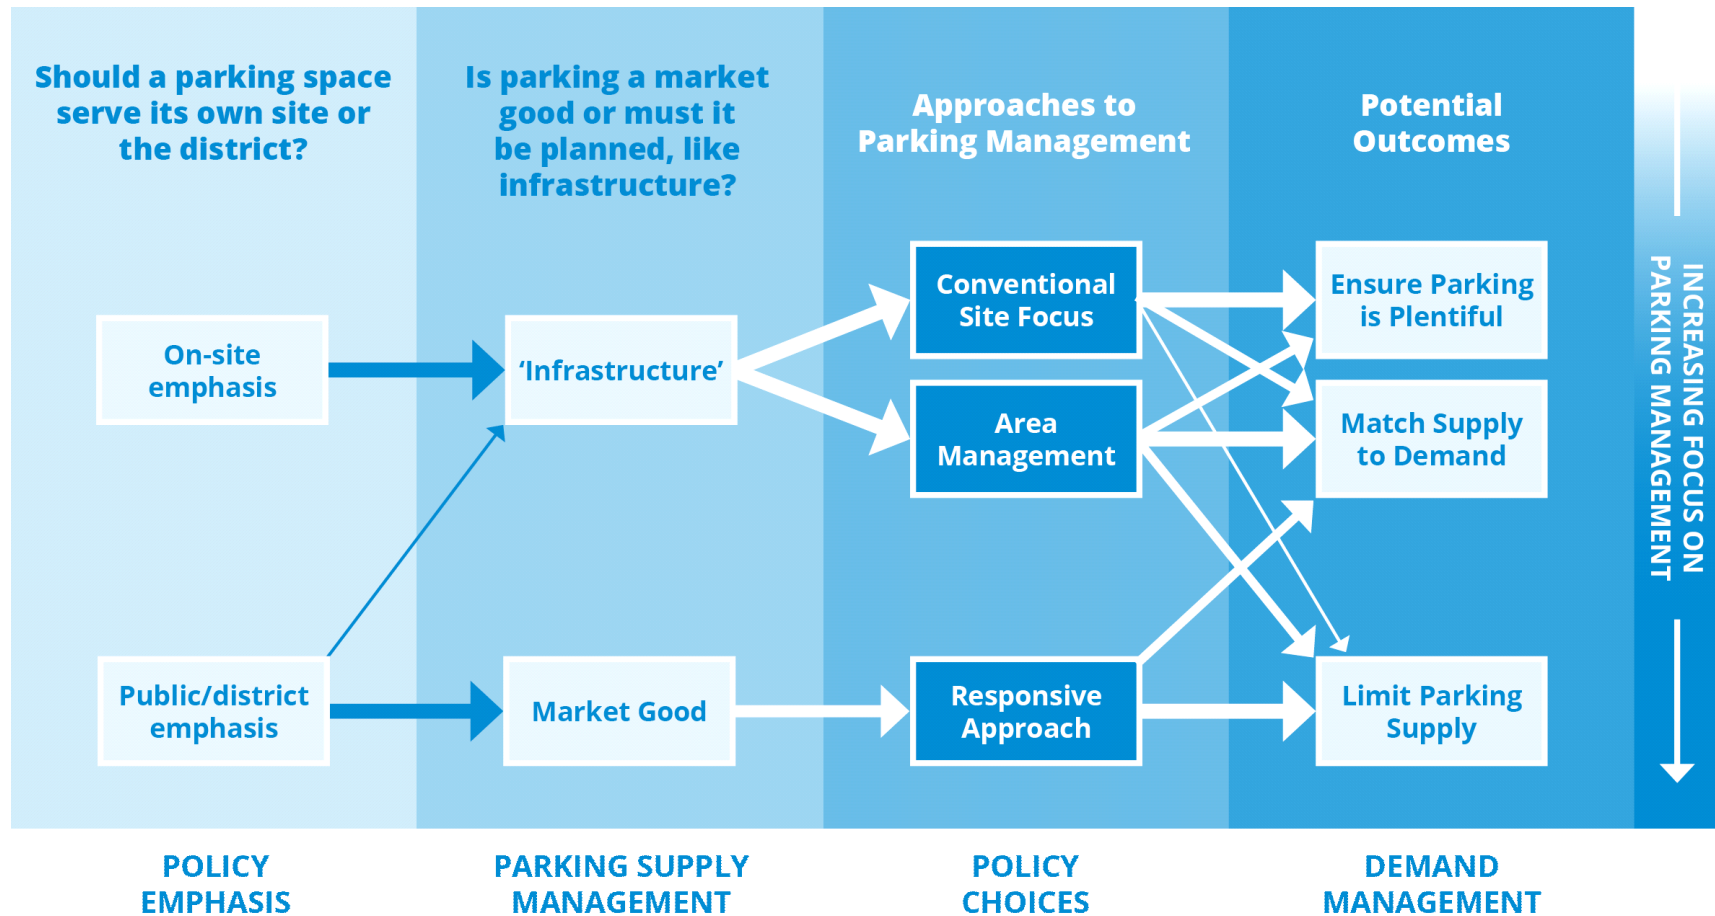 Should a parking space
serve its own site or
the district?
Is parking a market
good or must it
be planned, like
infrastructure?
Approaches to
Parking Management
Potential
Outcomes
On-site
emphasis
Public/district
emphasis
‘Infrastructure’
Market Good
Conventional
Site Focus
Area
Management
Responsive
Approach
Ensure Parking
is Plentiful
Match Supply
to Demand
Limit Parking
Supply
INCREASING FOCUS ON
PARKING MANAGEMENT
POLICY
EMPHASIS
PARKING SUPPLY
MANAGEMENT
POLICY
CHOICES
DEMAND
MANAGEMENT